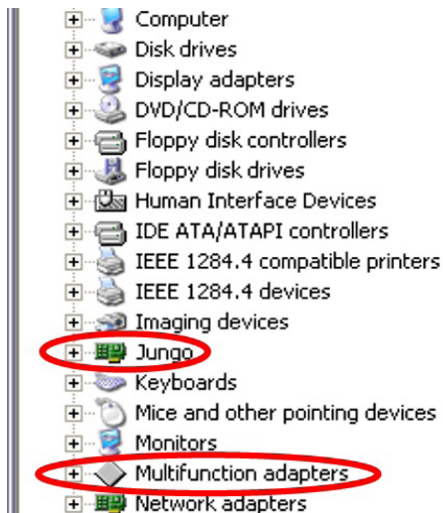 Computer
Disk drives
Display adapters
DVD/CD-ROM drives
Floppy disk controllers
Floppy disk drives
Human Interface Devices
IDE ATA/ATAPI controllers
IEEE 1284.4 compatible printers
IEEE 1284.4 devices
Imaging devices
Jungo
Keyboards
Mice and other pointing devices
Monitors
Multifunction adapters
Network adapters